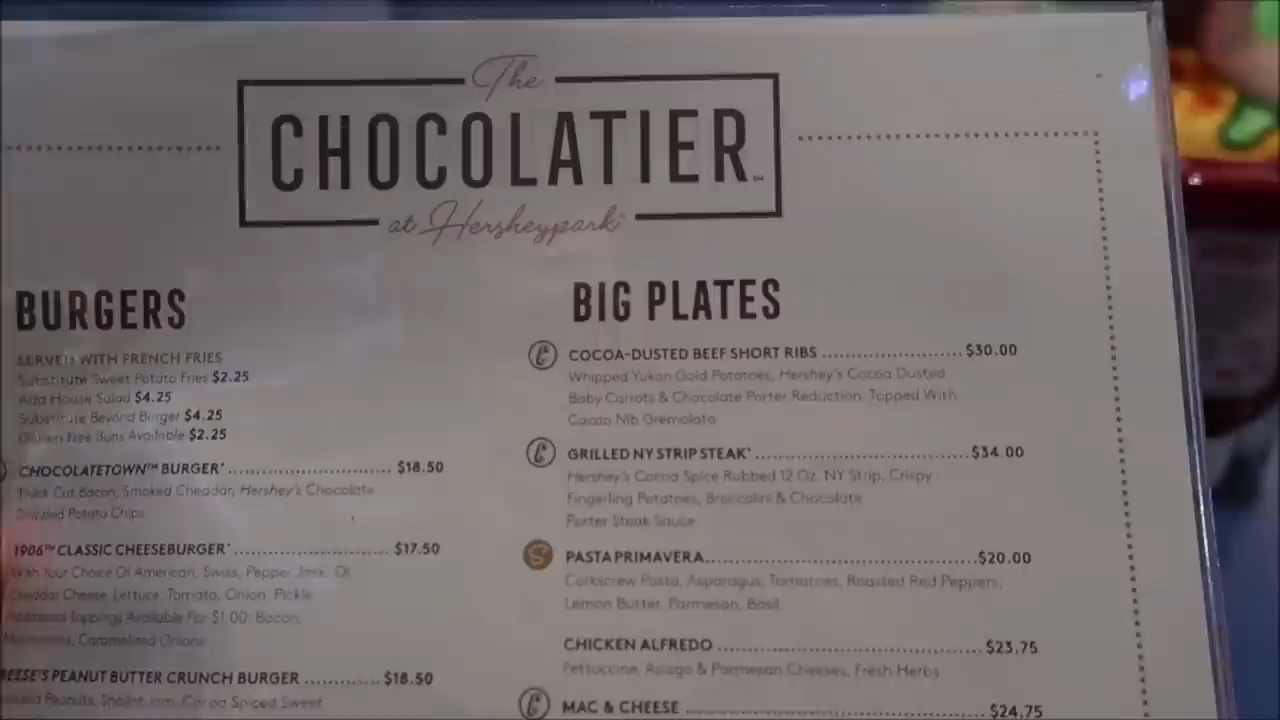 The
CHOCOLATIER
at Hersheypark
BURGERS
SERVED WITH FRENCH FRIES
Substitute Sweet Potato Fries $2.25
Add House Salad $4.25
Substitute Beyond Burger $4.25
Gluten Free Buns Available $2.25
CHOCOLATETOWN™ BURGER* $18.50
Thick Cut Bacon, Smoked Cheddar, Hershey's Chocolate
Drizzled Potato Chips
1906™ CLASSIC CHEESEBURGER* $17.50
With Your Choice Of American, Swiss, Pepper Jack, Or
Cheddar Cheese, Lettuce, Tomato, Onion, Pickle
Additional Toppings Available For $1.00: Bacon,
Mushrooms, Caramelized Onions
REESE'S PEANUT BUTTER CRUNCH BURGER $18.50
Peanuts, Shallot Jam, Cocoa Spiced Sweet
BIG PLATES
COCOA-DUSTED BEEF SHORT RIBS $30.00
Whipped Yukon Gold Potatoes, Hershey's Cocoa Dusted
Baby Carrots & Chocolate Porter Reduction. Topped With
Cacao Nib Gremolata
GRILLED NY STRIP STEAK* $34.00
Hershey's Cocoa Spice Rubbed 12 Oz. NY Strip, Crispy
Fingerling Potatoes, Broccolini & Chocolate
Porter Steak Sauce
PASTA PRIMAVERA $20.00
Corkscrew Pasta, Asparagus, Tomatoes, Roasted Red Peppers,
Lemon Butter, Parmesan, Basil
CHICKEN ALFREDO $23.75
Fettuccine, Asiago & Parmesan Cheeses, Fresh Herbs
MAC & CHEESE $24.75